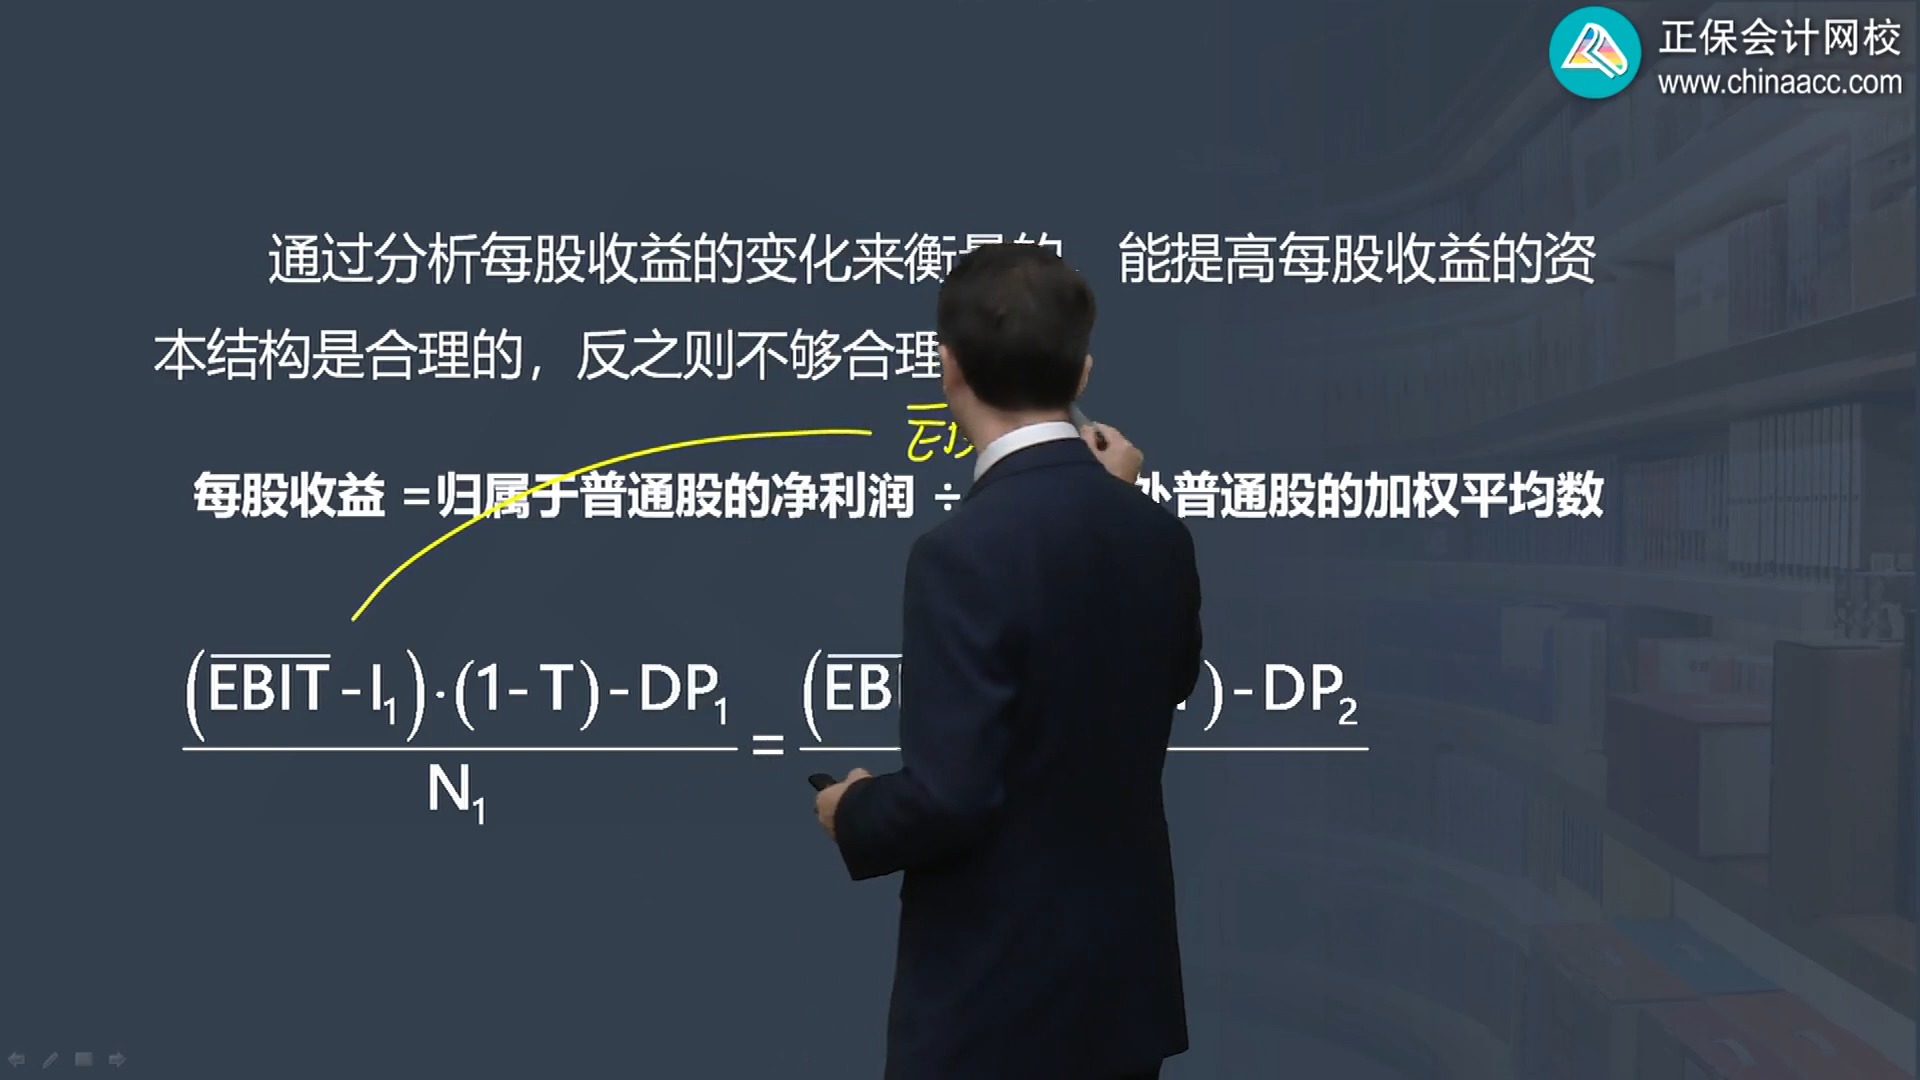 正保会计网校
www.chinaacc.com
通过分析每股收益的变化来衡 能提高每股收益的资
本结构是合理的，反之则不够合理
每股收益 =归属于普通股的净利润 ÷ 外普通股的加权平均数
(EBIT - I₁)·(1- T) - DP₁ = (EB )- DP₂
N₁